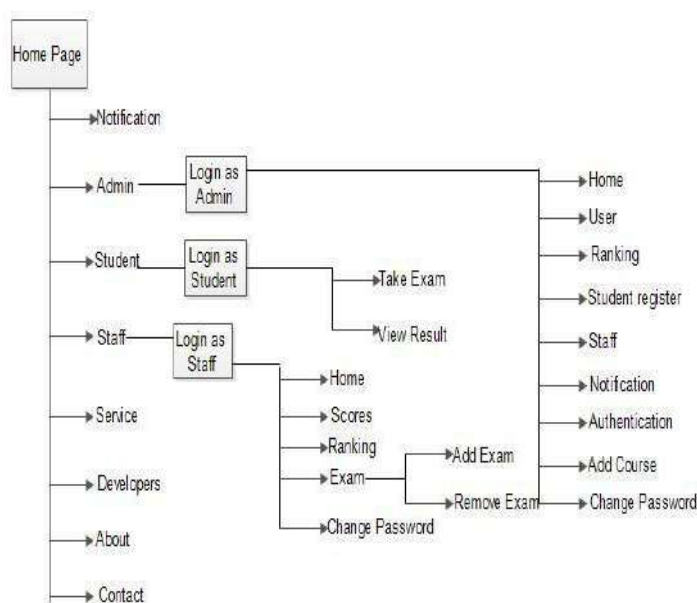 Home Page
Notification
Admin
Login as
Admin
Student
Login as
Student
Staff
Login as
Staff
Service
Developers
About
Contact
Take Exam
View Result
Home
Scores
Ranking
Exam
Change Password
Add Exam
Remove Exam
Home
User
Ranking
Student register
Staff
Notifcation
Authentication
Add Course
Change Password